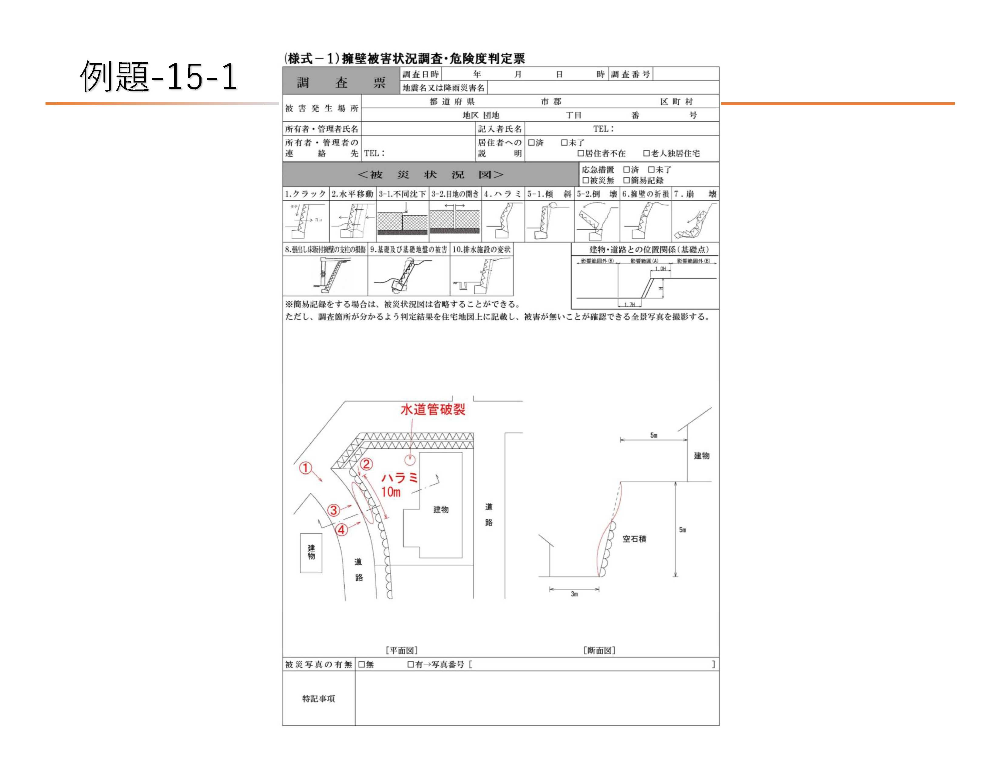 例題-15-1
(様式－1)擁壁被害状況調査・危険度判定票
調査票
調査日時 年 月 日 時 調査番号
地震名又は降雨災害名
被害発生場所
都道府県 市郡 区町村
地区 団地 丁目 番 号
所有者・管理者氏名 記入者氏名 TEL：
所有者・管理者の連絡先 TEL：
居住者への説明 □済 □未了
□居住者不在 □老人独居住宅
＜被災状況図＞
応急措置 □済 □未了
□被災無 □簡易記録
1.クラック 2.水平移動 3-1.不同沈下 3-2.目地の開き 4.ハラミ 5-1.傾斜 5-2.倒壊 6.擁壁の折損 7.崩壊
タテ
ヨコ
8.張出し床版付擁壁の支柱の損傷 9.基礎及び基礎地盤の被害 10.排水施設の変状
建物・道路との位置関係(基礎点)
影響範囲外(B) 影響範囲(A) 影響範囲外(B)
1.0H
H
1.7H
※簡易記録をする場合は、被災状況図は省略することができる。
ただし、調査箇所が分かるよう判定結果を住宅地図上に記載し、被害が無いことが確認できる全景写真を撮影する。
水道管破裂
①
②
ハラミ
10m
③
④
建物
建物
道路
道路
5m
建物
5m
空石積
3m
[平面図]
[断面図]
被災写真の有無 □無 □有→写真番号 [ ]
特記事項